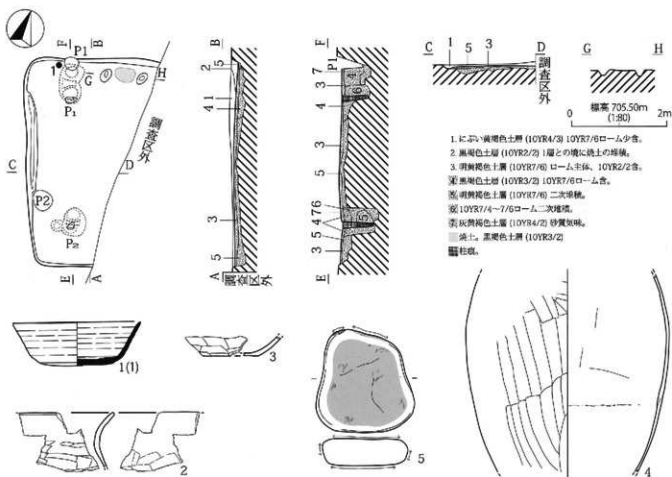 F B
P1
1
G
H
P1
調査区外
C
D
P2
P2
E A
B
5
2
4 1
3
5
A
調査区外
F
P1
7
3
4
4
6
3
5
4 7 6
5
4
3
5
E
C 1 5 3 D
調査区外
G H
標高 705.50m
(1:80)
0 2m
1. にぶい黄褐色土層 (10YR4/3) 10YR7/6ローム少含。
2. 黒褐色土層 (10YR2/2) 1層との境に焼土の堆積。
3. 明黄褐色土層 (10YR7/6) ローム主体、10YR2/2含。
4. 黒褐色土層 (10YR3/2) 10YR7/6ローム含。
5. 明黄褐色土層 (10YR7/6) 二次堆積。
6. 10YR7/4〜7/6ローム二次堆積。
7. 灰黄褐色土層 (10YR4/2) 砂質気味。
焼土。黒褐色土層 (10YR3/2)
柱痕。
1(1)
3
2
5
4